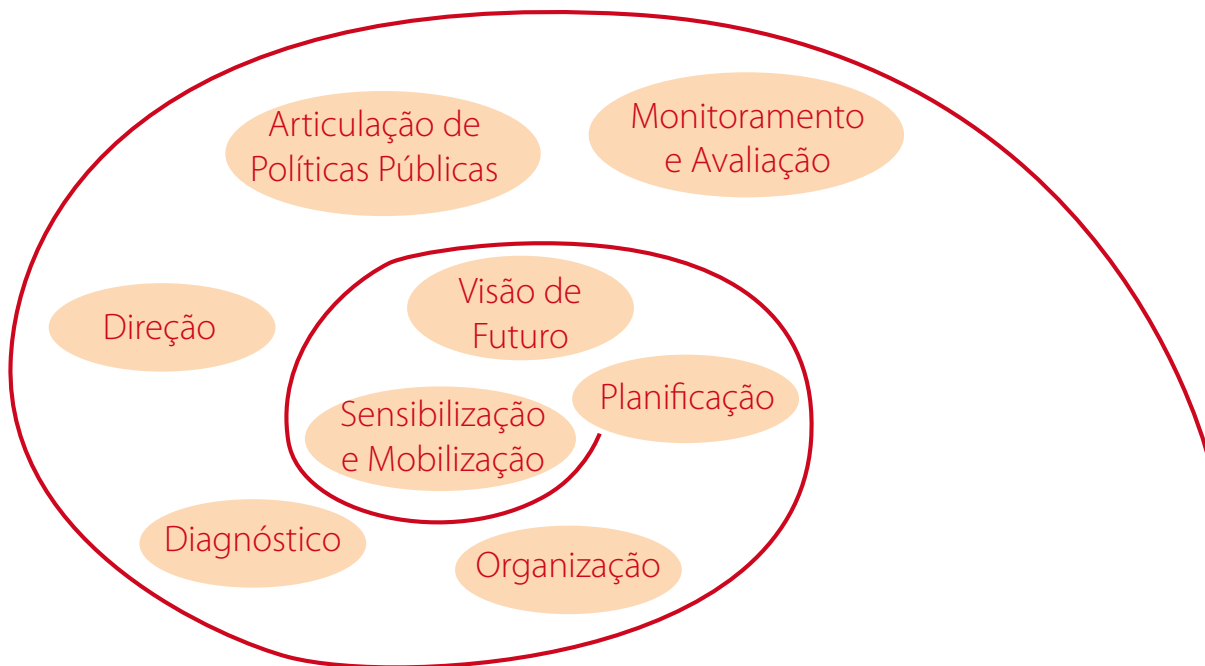 Articulação de
Políticas Públicas
Monitoramento
e Avaliação
Visão de
Futuro
Direção
Planificação
Sensibilização
e Mobilização
Diagnóstico
Organização